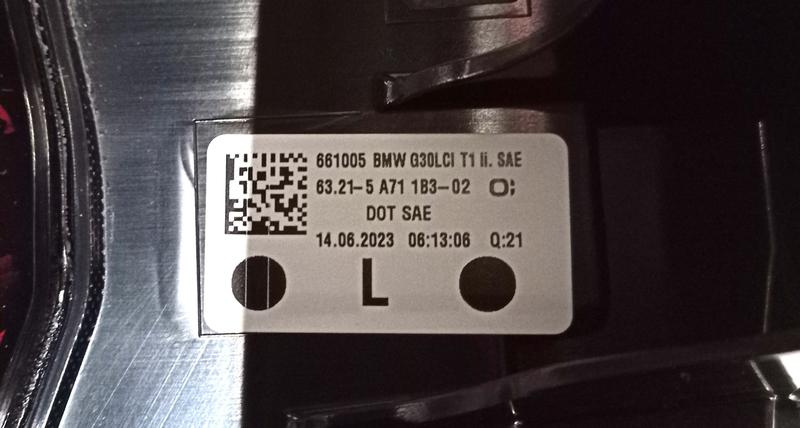 661005 BMW G30LCI T1 li. SAE
63.21-5 A71 1B3-02
DOT SAE
14.06.2023 06:13:06 Q:21
L